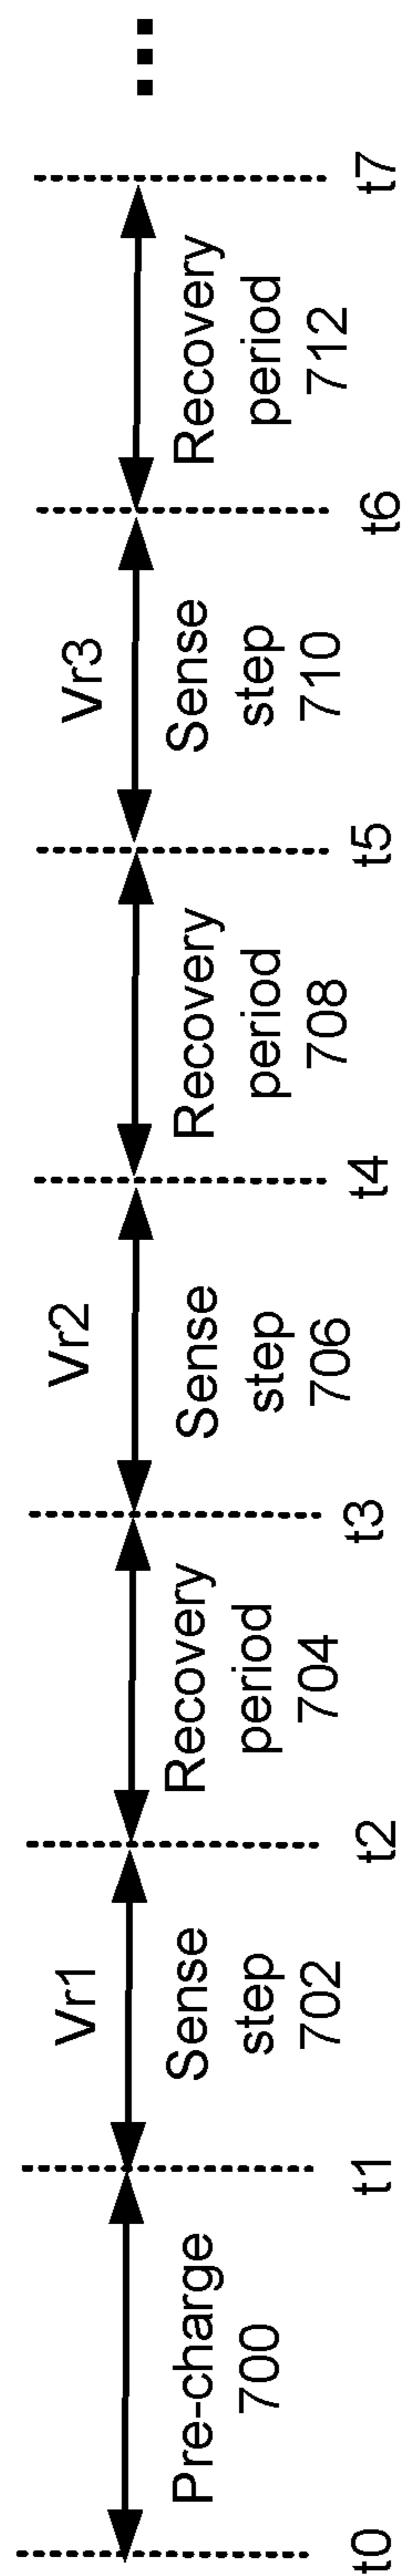 Vr1
Vr2
Vr3
Pre-charge
700
Sense
step
702
Recovery
period
704
Sense
step
706
Recovery
period
708
Sense
step
710
Recovery
period
712
t0
t1
t2
t3
t4
t5
t6
t7